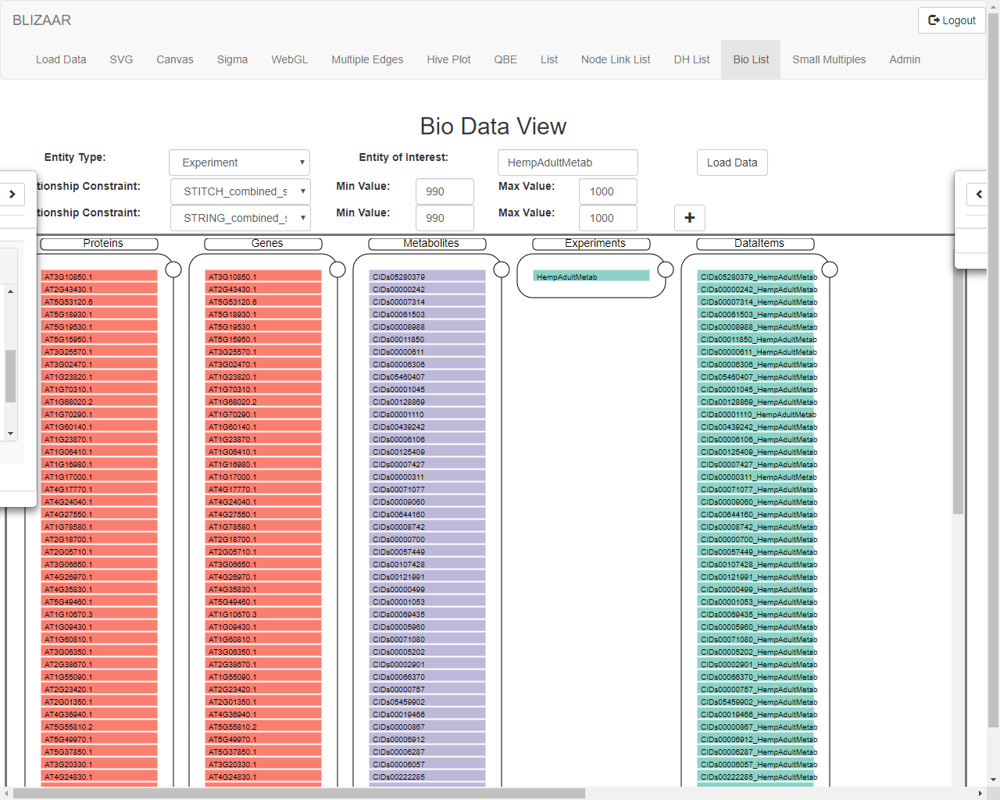 BLIZAAR
Logout
Load Data SVG Canvas Sigma WebGL Multiple Edges Hive Plot QBE List Node Link List DH List Bio List Small Multiples Admin
Bio Data View
Entity Type: Experiment Entity of Interest: HempAdultMetab Load Data
tionship Constraint: STITCH_combined_s Min Value: 990 Max Value: 1000
tionship Constraint: STRING_combined_s Min Value: 990 Max Value: 1000 +
Proteins Genes Metabolites Experiments DataItems
AT3G10850.1 AT3G10850.1 CIDs05280379 HempAdultMetab CIDs05280379_HempAdultMetab
AT2G43430.1 AT2G43430.1 CIDs00000242 CIDs00000242_HempAdultMetab
AT5G53120.6 AT5G53120.6 CIDs00007314 CIDs00007314_HempAdultMetab
AT5G18930.1 AT5G18930.1 CIDs00061503 CIDs00061503_HempAdultMetab
AT5G19530.1 AT5G19530.1 CIDs00008988 CIDs00008988_HempAdultMetab
AT5G15950.1 AT5G15950.1 CIDs00011850 CIDs00011850_HempAdultMetab
AT3G25570.1 AT3G25570.1 CIDs00000611 CIDs00000611_HempAdultMetab
AT3G02470.1 AT3G02470.1 CIDs00006306 CIDs00006306_HempAdultMetab
AT1G23820.1 AT1G23820.1 CIDs05460407 CIDs05460407_HempAdultMetab
AT1G70310.1 AT1G70310.1 CIDs00001045 CIDs00001045_HempAdultMetab
AT1G68020.2 AT1G68020.2 CIDs00128869 CIDs00128869_HempAdultMetab
AT1G70290.1 AT1G70290.1 CIDs00001110 CIDs00001110_HempAdultMetab
AT1G60140.1 AT1G60140.1 CIDs00439242 CIDs00439242_HempAdultMetab
AT1G23870.1 AT1G23870.1 CIDs00006106 CIDs00006106_HempAdultMetab
AT1G06410.1 AT1G06410.1 CIDs00125409 CIDs00125409_HempAdultMetab
AT1G16980.1 AT1G16980.1 CIDs00007427 CIDs00007427_HempAdultMetab
AT1G17000.1 AT1G17000.1 CIDs00000311 CIDs00000311_HempAdultMetab
AT4G17770.1 AT4G17770.1 CIDs00071077 CIDs00071077_HempAdultMetab
AT4G24040.1 AT4G24040.1 CIDs00009060 CIDs00009060_HempAdultMetab
AT4G27550.1 AT4G27550.1 CIDs00644160 CIDs00644160_HempAdultMetab
AT1G78580.1 AT1G78580.1 CIDs00008742 CIDs00008742_HempAdultMetab
AT2G18700.1 AT2G18700.1 CIDs00000700 CIDs00000700_HempAdultMetab
AT2G05710.1 AT2G05710.1 CIDs00057449 CIDs00057449_HempAdultMetab
AT3G06650.1 AT3G06650.1 CIDs00107428 CIDs00107428_HempAdultMetab
AT4G26970.1 AT4G26970.1 CIDs00121991 CIDs00121991_HempAdultMetab
AT4G35830.1 AT4G35830.1 CIDs00000499 CIDs00000499_HempAdultMetab
AT5G49460.1 AT5G49460.1 CIDs00001053 CIDs00001053_HempAdultMetab
AT1G10670.3 AT1G10670.3 CIDs00069435 CIDs00069435_HempAdultMetab
AT1G09430.1 AT1G09430.1 CIDs00005960 CIDs00005960_HempAdultMetab
AT1G60810.1 AT1G60810.1 CIDs00071080 CIDs00071080_HempAdultMetab
AT3G06350.1 AT3G06350.1 CIDs00005202 CIDs00005202_HempAdultMetab
AT2G38670.1 AT2G38670.1 CIDs00002901 CIDs00002901_HempAdultMetab
AT1G55090.1 AT1G55090.1 CIDs00066370 CIDs00066370_HempAdultMetab
AT2G23420.1 AT2G23420.1 CIDs00000757 CIDs00000757_HempAdultMetab
AT2G01350.1 AT2G01350.1 CIDs05459902 CIDs05459902_HempAdultMetab
AT4G36940.1 AT4G36940.1 CIDs00019466 CIDs00019466_HempAdultMetab
AT5G55810.2 AT5G55810.2 CIDs00000867 CIDs00000867_HempAdultMetab
AT5G49970.1 AT5G49970.1 CIDs00006912 CIDs00006912_HempAdultMetab
AT5G37850.1 AT5G37850.1 CIDs00006287 CIDs00006287_HempAdultMetab
AT3G20330.1 AT3G20330.1 CIDs00006057 CIDs00006057_HempAdultMetab
AT4G24830.1 AT4G24830.1 CIDs00222285 CIDs00222285_HempAdultMetab